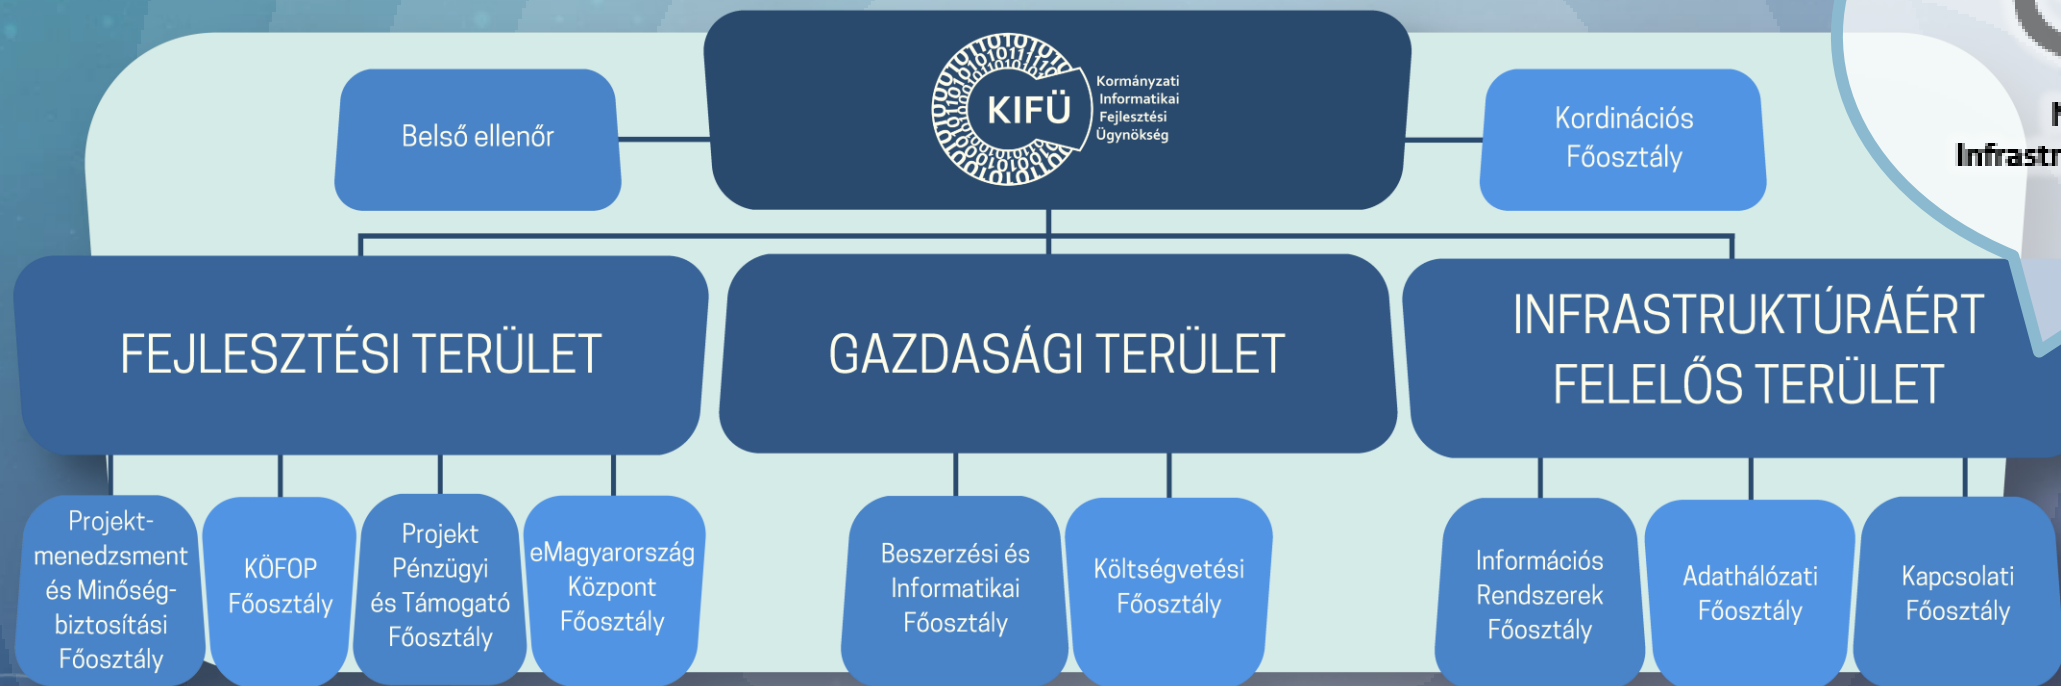 KIFÜ
Kormányzati
Informatikai
Fejlesztési
Ügynökség
Belső ellenőr
Kordinációs
Főosztály
FEJLESZTÉSI TERÜLET
GAZDASÁGI TERÜLET
INFRASTRUKTÚRÁÉRT
FELELŐS TERÜLET
Projekt-
menedzsment
és Minőség-
biztosítási
Főosztály
KÖFOP
Főosztály
Projekt
Pénzügyi
és Támogató
Főosztály
eMagyarország
Központ
Főosztály
Beszerzési és
Informatikai
Főosztály
Költségvetési
Főosztály
Információs
Rendszerek
Főosztály
Adathálózati
Főosztály
Kapcsolati
Főosztály